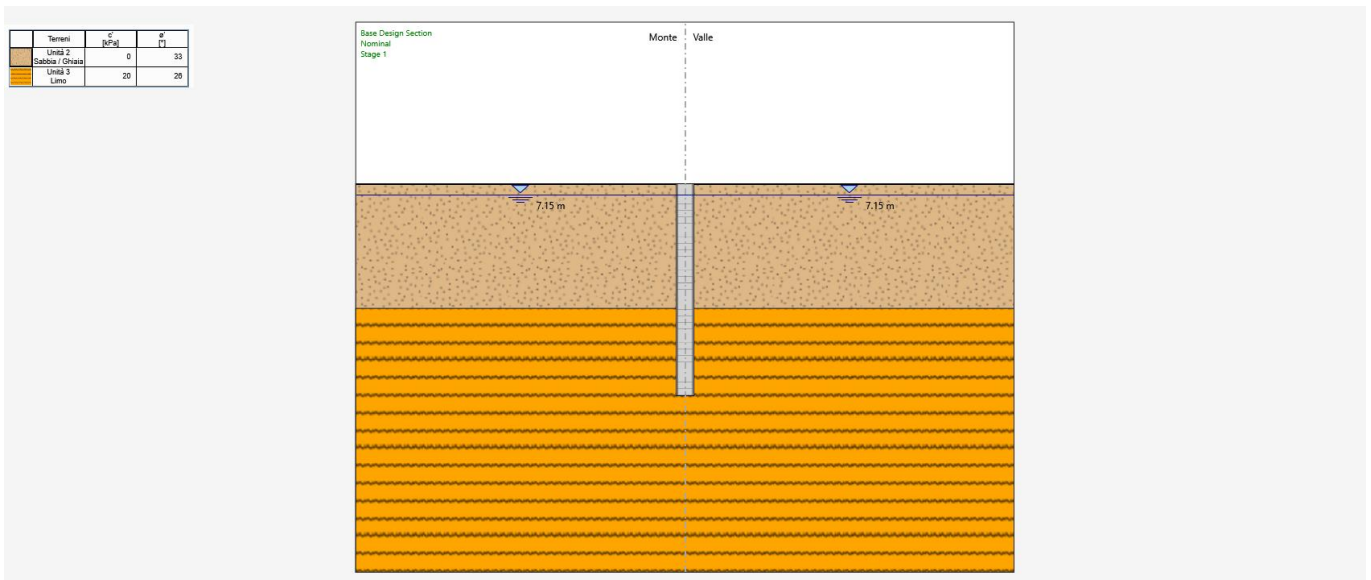 Terreni c' [kPa] ø' [°]
Unità 2
Sabbia / Ghiaia 0 33
Unità 3
Limo 20 26
Base Design Section
Nominal
Stage 1
Monte Valle
7.15 m 7.15 m